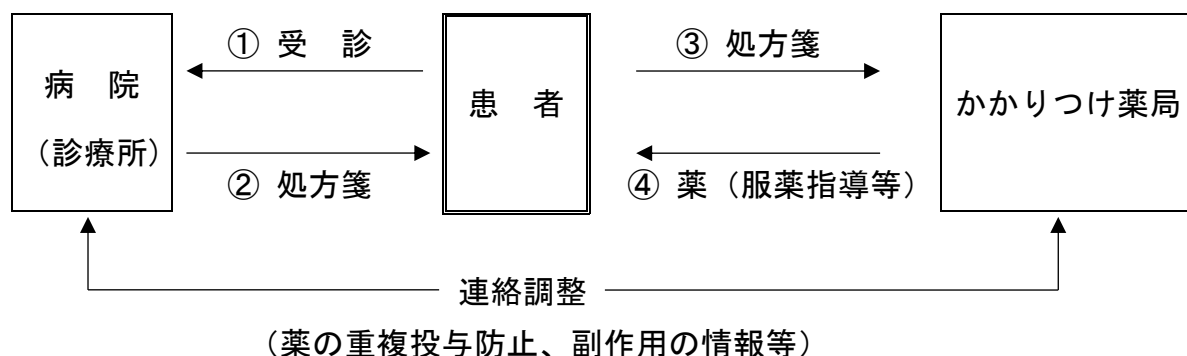 ① 受　診
③ 処方箋
病　院
（診療所）
患　者
かかりつけ薬局
② 処方箋
④ 薬（服薬指導等）
連絡調整
（薬の重複投与防止、副作用の情報等）